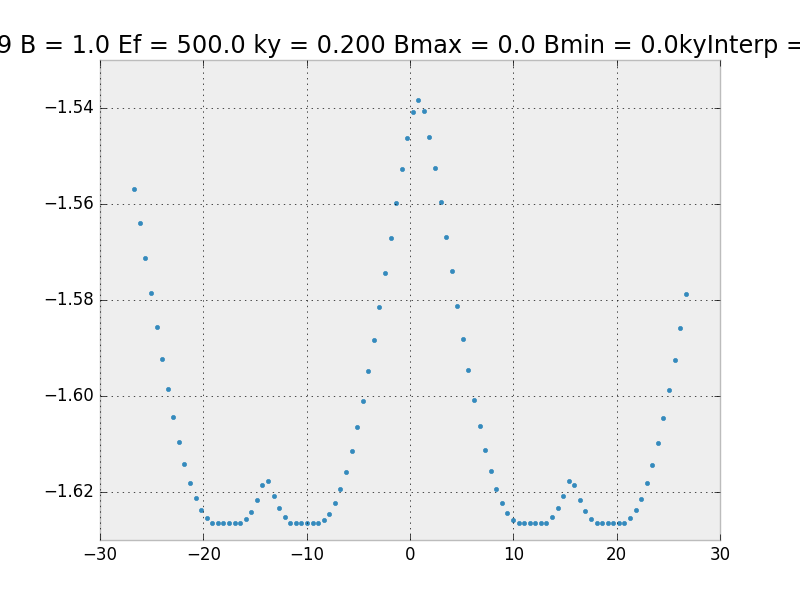 9 B = 1.0 Ef = 500.0 ky = 0.200 Bmax = 0.0 Bmin = 0.0kyInterp =
−1.54
−1.56
−1.58
−1.60
−1.62
−30 −20 −10 0 10 20 30